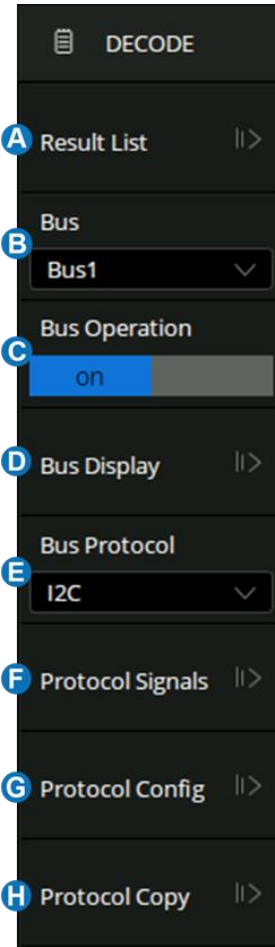 DECODE
A Result List
Bus
B
Bus1
Bus Operation
C
on
D Bus Display
Bus Protocol
E
I2C
F Protocol Signals
G Protocol Config
H Protocol Copy